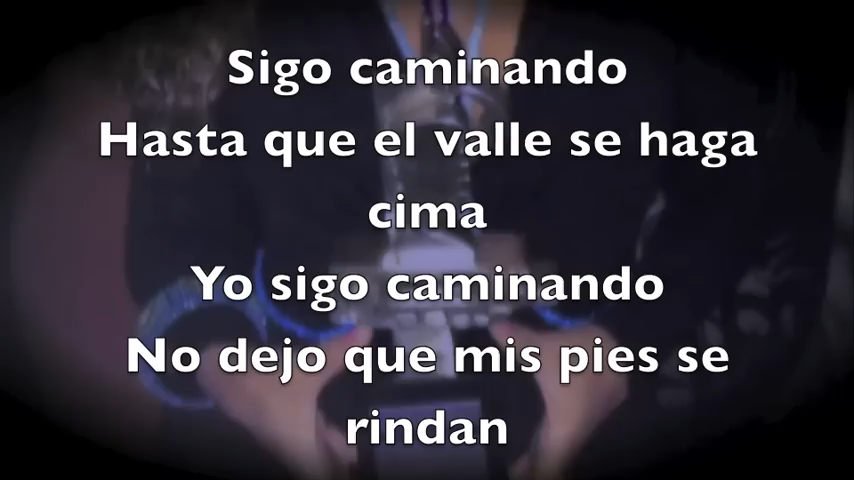 Sigo caminando
Hasta que el valle se haga
cima
Yo sigo caminando
No dejo que mis pies se
rindan